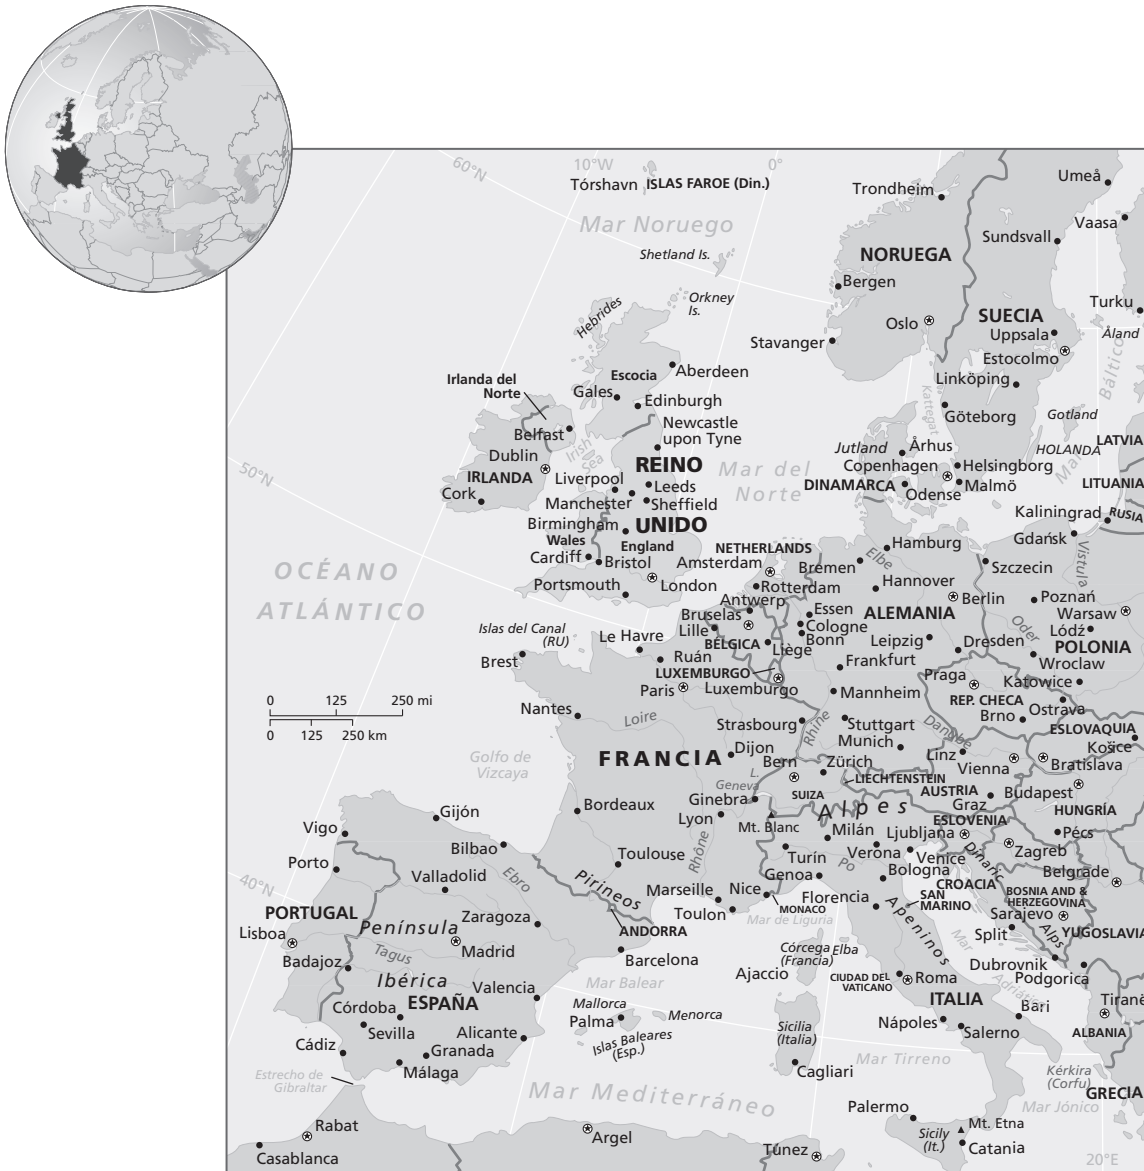 60°N
10°W
0°
Umeå
Tórshavn
ISLAS FAROE (Din.)
Trondheim
Vaasa
Mar Noruego
Sundsvall
Shetland Is.
NORUEGA
Bergen
Orkney
Is.
Hebrides
Turku
SUECIA
Oslo
Uppsala
Åland
Stavanger
Estocolmo
Báltico
Mar
Irlanda del
Norte
Escocia
Aberdeen
Linköping
Gales
Edinburgh
Kattegat
Göteborg
Gotland
Newcastle
upon Tyne
Belfast
Irish
Sea
Jutland
Århus
HOLANDA
LATVIA
Dublin
REINO
Mar del
Norte
Copenhagen
Helsingborg
IRLANDA
Liverpool
Leeds
DINAMARCA
Malmö
LITUANIA
Cork
Manchester
Sheffield
Odense
50°N
Kaliningrad
RUSIA
Birmingham
UNIDO
Gdańsk
Wales
England
NETHERLANDS
Hamburg
Cardiff
Bristol
Amsterdam
Bremen
Elbe
Szczecin
Vistula
OCÉANO
ATLÁNTICO
Portsmouth
London
Rotterdam
Hannover
Berlin
Poznań
Antwerp
Essen
ALEMANIA
Warsaw
Bruselas
Cologne
Oder
Lódź
Islas del Canal
(RU)
Le Havre
Lille
Bonn
Leipzig
Dresden
POLONIA
BÉLGICA
Liège
Brest
Ruán
Frankfurt
Wroclaw
LUXEMBURGO
Praga
Katowice
Paris
Luxemburgo
Mannheim
REP. CHECA
0 125 250 mi
0 125 250 km
Nantes
Loire
Strasbourg
Rhine
Stuttgart
Danube
Brno
Ostrava
ESLOVAQUIA
Munich
Košice
Golfo de
Vizcaya
FRANCIA
Dijon
Linz
Bern
Zürich
Vienna
Bratislava
L.
Geneva
SUIZA
LIECHTENSTEIN
AUSTRIA
Budapest
Ginebra
Graz
Bordeaux
Alpes
HUNGRÍA
Gijón
Lyon
Mt. Blanc
ESLOVENIA
Vigo
Milán
Ljubljana
Pécs
Bilbao
Toulouse
Rhône
Turín
Verona
Venice
Zagreb
Porto
Po
Dinaric
Alps
Valladolid
Ebro
Pirineos
Genoa
Bologna
Belgrade
40°N
Marseille
Nice
CROACIA
BOSNIA AND &
HERZEGOVINA
PORTUGAL
MONACO
Florencia
SAN
MARINO
Península
Ibérica
Zaragoza
Toulon
Mar de Liguria
Sarajevo
Lisboa
ANDORRA
Apeninos
Split
YUGOSLAVIA
Madrid
Córcega
(Francia)
Elba
Mar
Adriático
Badajoz
Tagus
Barcelona
Ajaccio
Dubrovnik
Podgorica
Mar Balear
CIUDAD DEL
VATICANO
Roma
Valencia
Córdoba
ESPAÑA
Mallorca
ITALIA
Bari
Tiranë
Palma
Menorca
Sevilla
Alicante
Sicilia
(Italia)
Nápoles
Salerno
ALBANIA
Islas Baleares
(Esp.)
Cádiz
Granada
Mar Tirreno
Málaga
Cagliari
Kérkira
(Corfu)
Estrecho de
Gibraltar
GRECIA
Mar Mediterráneo
Palermo
Mar Jónico
Rabat
Argel
Sicily
(It.)
Mt. Etna
Casablanca
Túnez
Catania
20°E